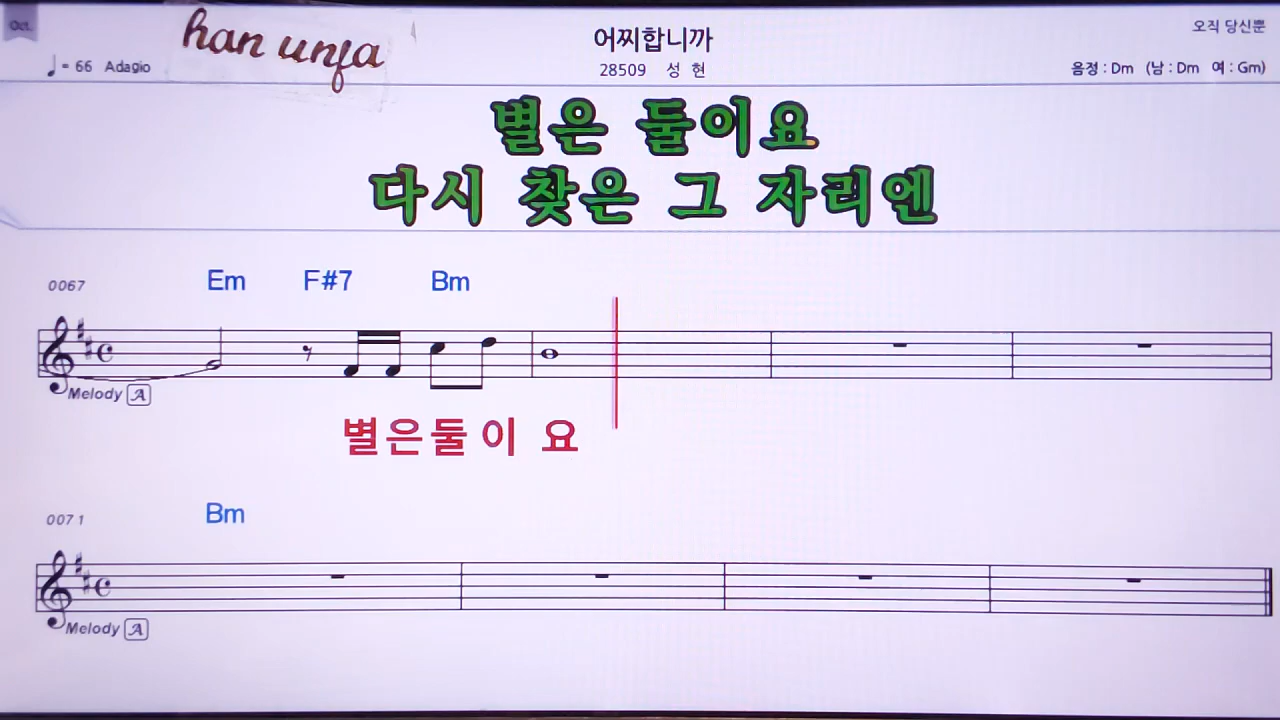 Oct.
han unfa
어찌합니까
오직 당신뿐
♩= 66 Adagio
28509 성 현
음정 : Dm (남 : Dm 여 : Gm)
별은 둘이요
다시 찾은 그 자리엔
0067 Em F#7 Bm
Melody A
별은둘이 요
0071 Bm
Melody A